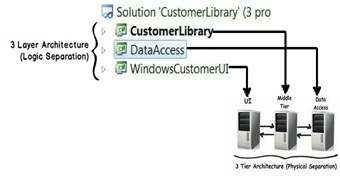 Solution 'CustomerLibrary' (3 pro
3 Layer Architecture
(Logic Separation)
CustomerLibrary
DataAccess
WindowsCustomerUI
UI
Middle
Tier
Data
Access
3 Tier Architecture (Physical Separation)